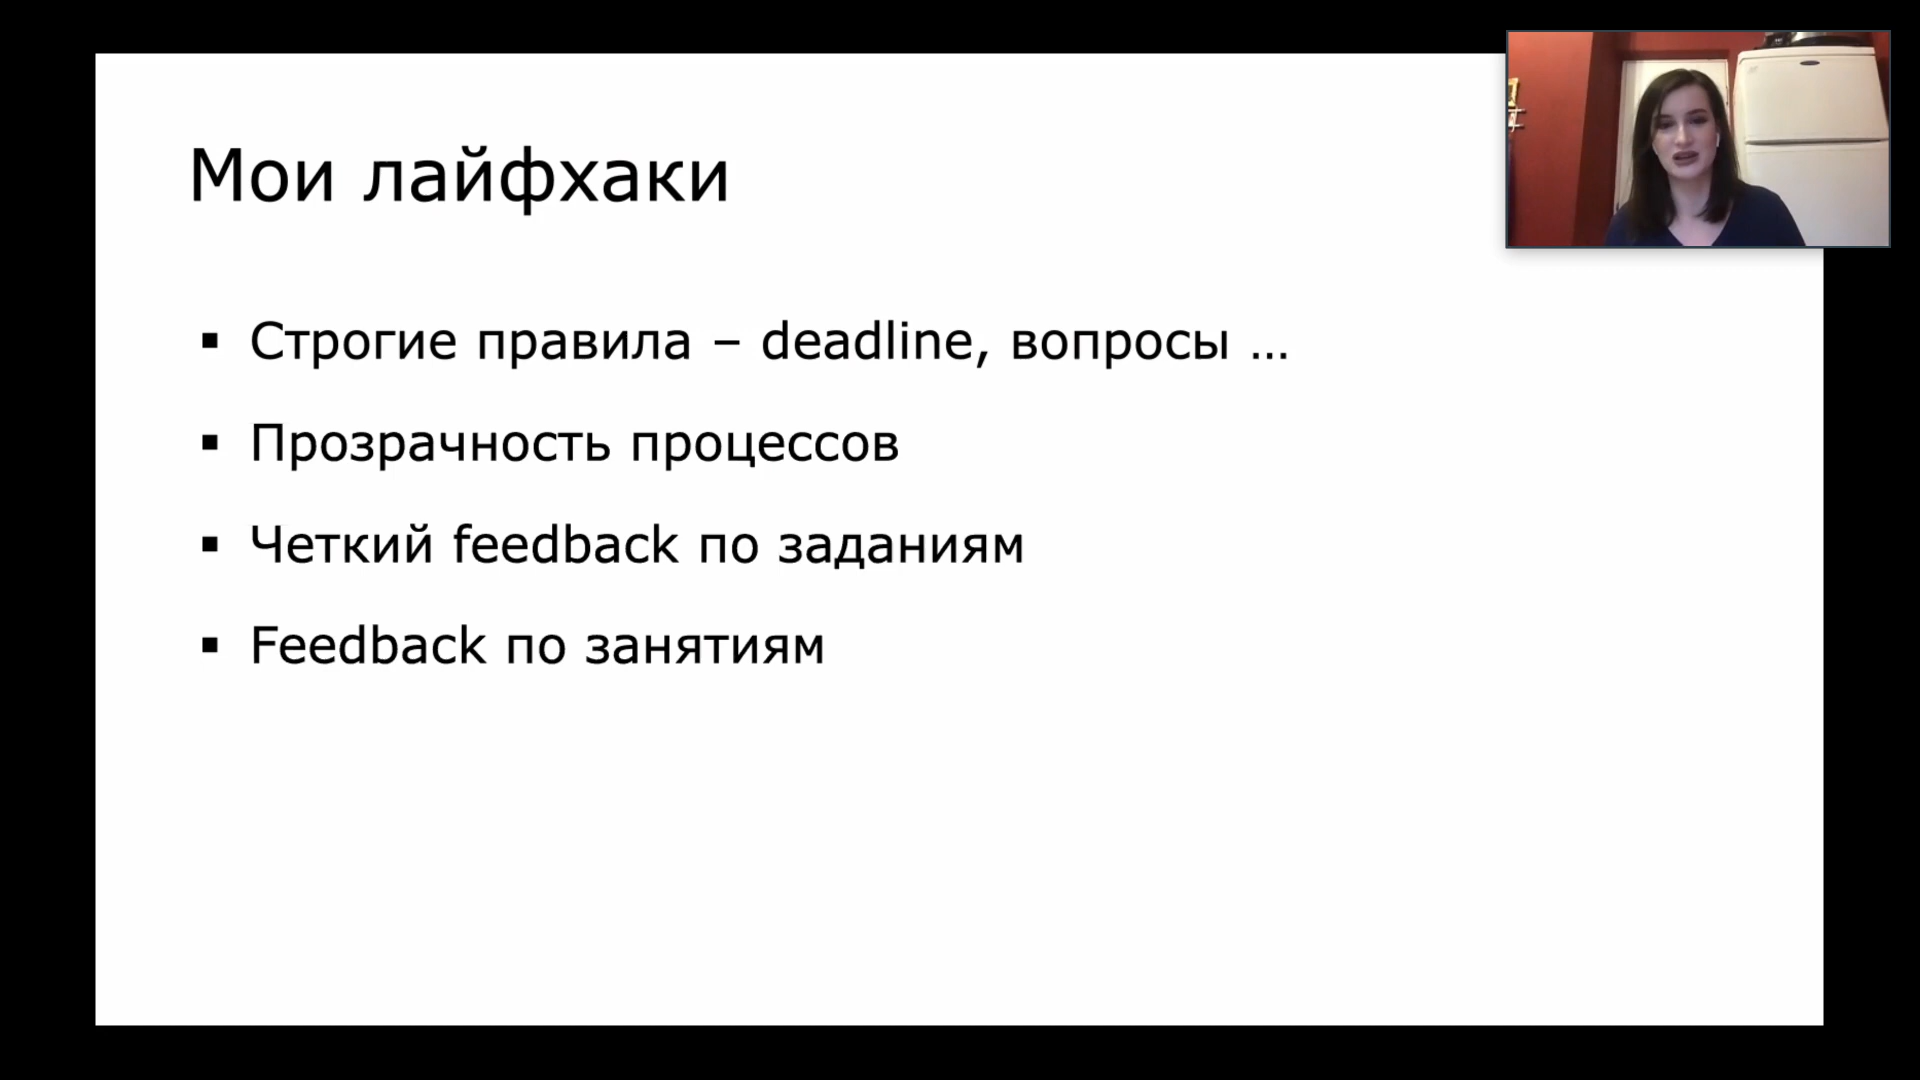 Мои лайфхаки
▪ Строгие правила – deadline, вопросы ...
▪ Прозрачность процессов
▪ Четкий feedback по заданиям
▪ Feedback по занятиям